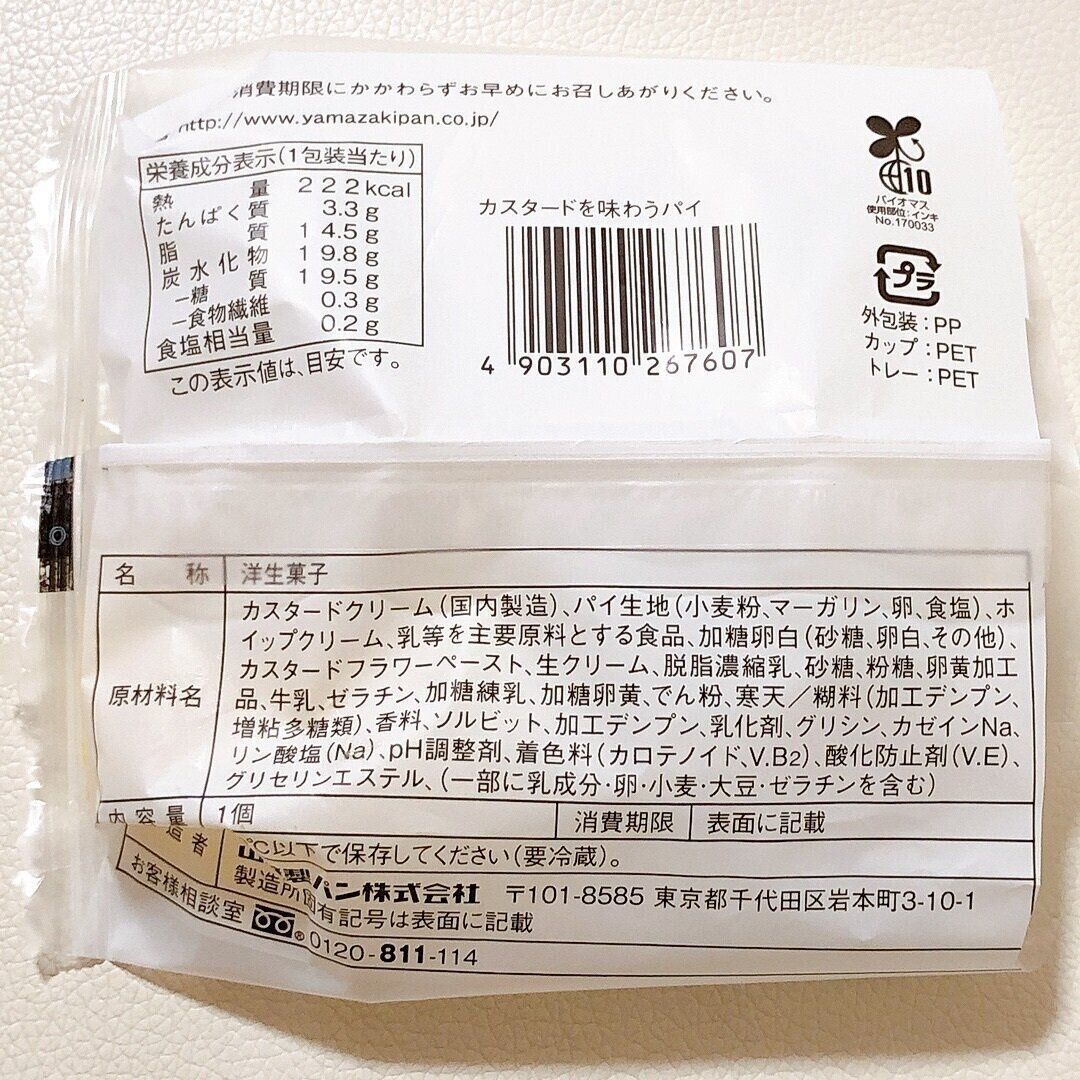 消費期限にかかわらずお早めにお召しあがりください。
http://www.yamazakipan.co.jp/
栄養成分表示(1包装当たり)
熱量 222kcal
たんぱく質 3.3g
脂質 14.5g
炭水化物 19.8g
−糖質 19.5g
−食物繊維 0.3g
食塩相当量 0.2g
この表示値は、目安です。
カスタードを味わうパイ
4 903110 267607
10
バイオマス
使用部位:インキ
No.170033
プラ
外包装:PP
カップ:PET
トレー:PET
名称 洋生菓子
原材料名
カスタードクリーム(国内製造)、パイ生地(小麦粉、マーガリン、卵、食塩)、ホ
イップクリーム、乳等を主要原料とする食品、加糖卵白(砂糖、卵白、その他)、
カスタードフラワーペースト、生クリーム、脱脂濃縮乳、砂糖、粉糖、卵黄加工
品、牛乳、ゼラチン、加糖練乳、加糖卵黄、でん粉、寒天/糊料(加工デンプン、
増粘多糖類)、香料、ソルビット、加工デンプン、乳化剤、グリシン、カゼインNa、
リン酸塩(Na)、pH調整剤、着色料(カロテノイド、V.B2)、酸化防止剤(V.E)、
グリセリンエステル、(一部に乳成分・卵・小麦・大豆・ゼラチンを含む)
内容量 1個 消費期限 表面に記載
℃以下で保存してください(要冷蔵)。
造者 山 製パン株式会社 〒101-8585 東京都千代田区岩本町3-10-1
製造所固有記号は表面に記載
お客様相談室 0120-811-114